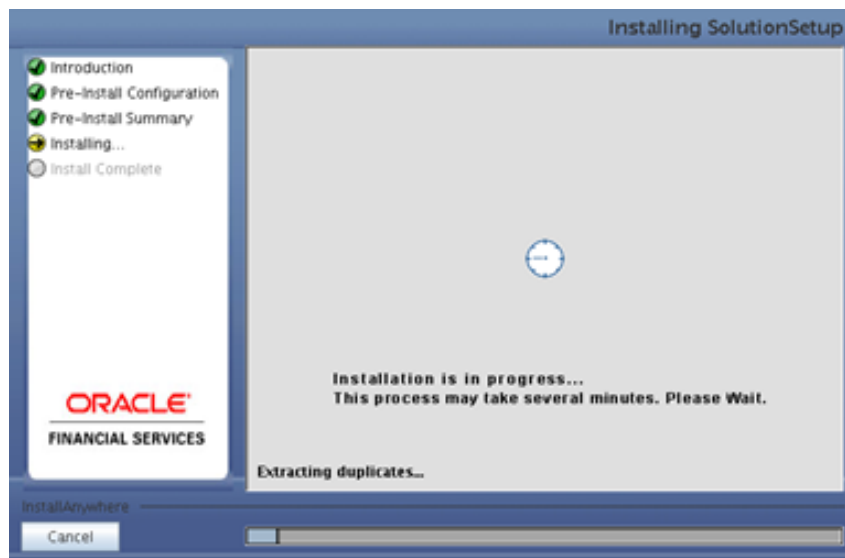 Installing SolutionSetup
Introduction
Pre-Install Configuration
Pre-Install Summary
Installing...
Install Complete
ORACLE
FINANCIAL SERVICES
Installation is in progress...
This process may take several minutes. Please Wait.
Extracting duplicates...
InstallAnywhere
Cancel